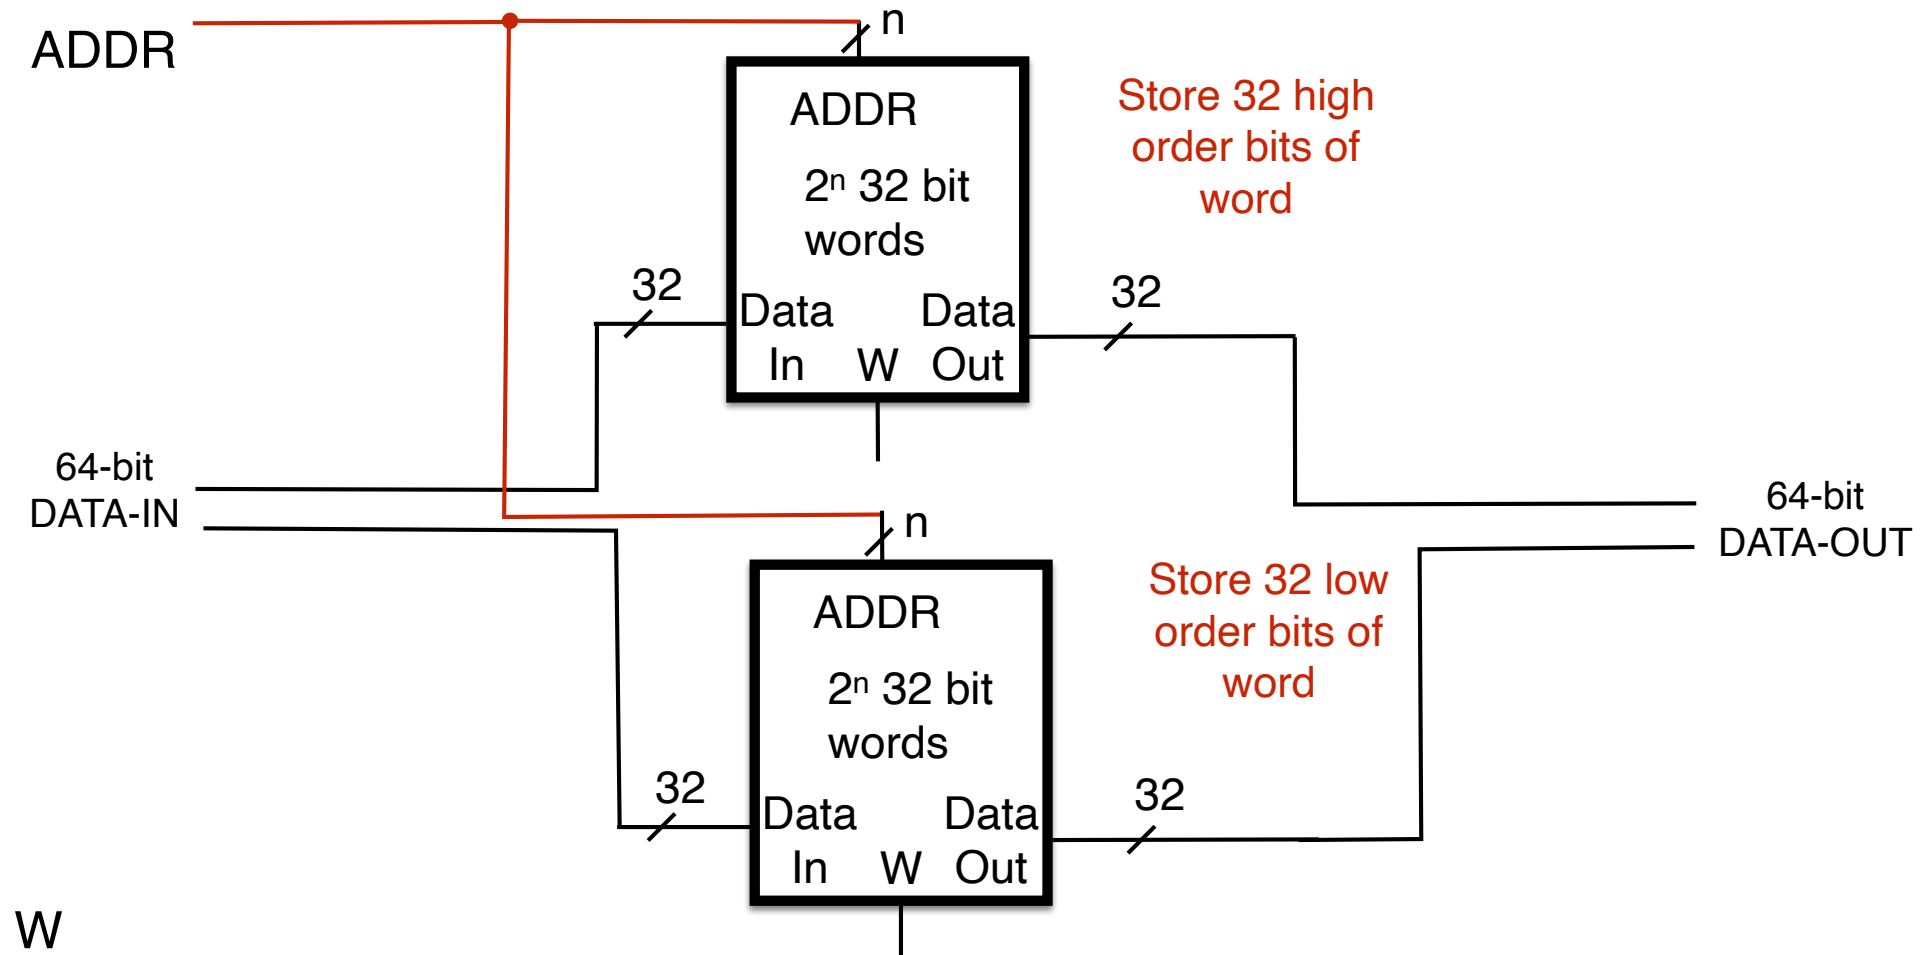 n
ADDR
ADDR
2ⁿ 32 bit
words
Store 32 high
order bits of
word
32
32
Data
In
W
Data
Out
64-bit
DATA-IN
64-bit
DATA-OUT
n
ADDR
2ⁿ 32 bit
words
Store 32 low
order bits of
word
32
32
Data
In
W
Data
Out
W